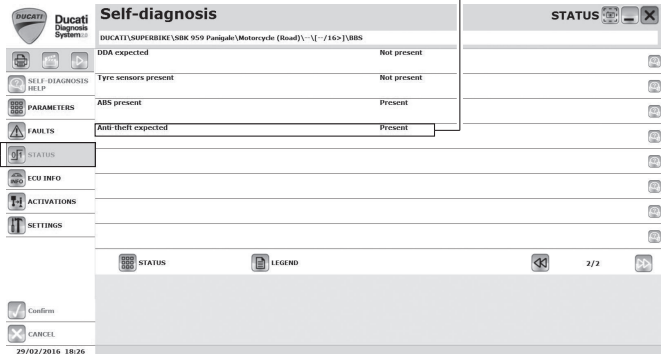 DUCATI
Ducati
Diagnosis
System
Self-diagnosis
STATUS
DUCATI\SUPERBIKE\SBK 959 Panigale\Motorcycle (Road)\--\[--/16>]\BBS
DDA expected Not present
SELF-DIAGNOSIS
HELP
Tyre sensors present Not present
PARAMETERS
ABS present Present
FAULTS
Anti-theft expected Present
STATUS
INFO
ECU INFO
ACTIVATIONS
SETTINGS
STATUS LEGEND 2/2
Confirm
CANCEL
29/02/2016 18:26